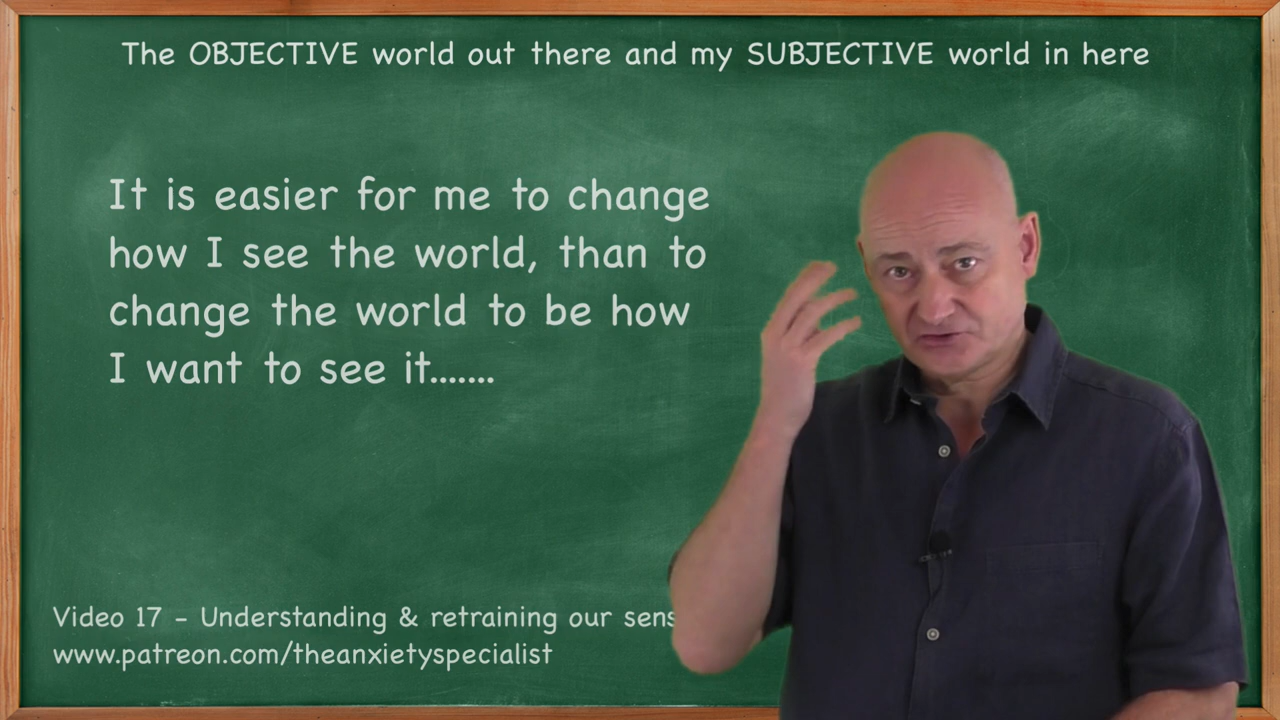 The OBJECTIVE world out there and my SUBJECTIVE world in here
It is easier for me to change
how I see the world, than to
change the world to be how
I want to see it.......
Video 17 - Understanding & retraining our
www.patreon.com/theanxietyspecialist